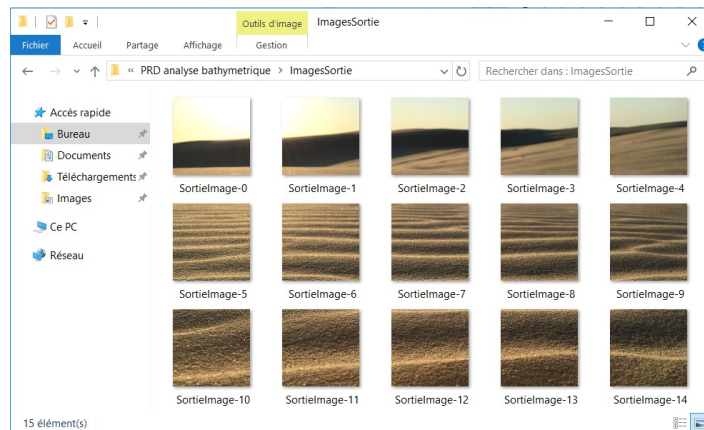 Outils d'image ImagesSortie
Fichier Accueil Partage Affichage Gestion
« PRD analyse bathymetrique > ImagesSortie Rechercher dans : ImagesSortie
Accès rapide
Bureau
Documents
Téléchargements
Images
Ce PC
Réseau
SortieImage-0 SortieImage-1 SortieImage-2 SortieImage-3 SortieImage-4
SortieImage-5 SortieImage-6 SortieImage-7 SortieImage-8 SortieImage-9
SortieImage-10 SortieImage-11 SortieImage-12 SortieImage-13 SortieImage-14
15 élément(s)